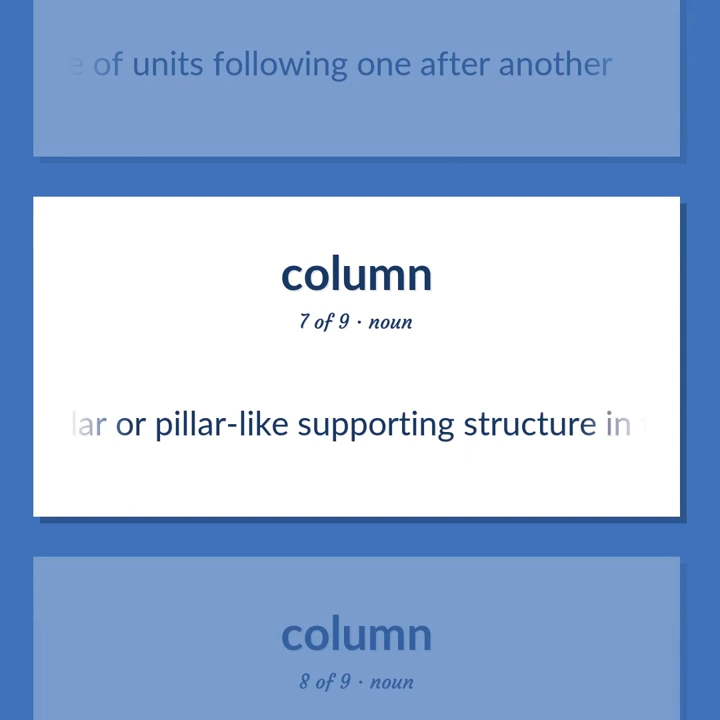 of units following one after another
column
7 of 9 · noun
or pillar-like supporting structure in
column
8 of 9 · noun